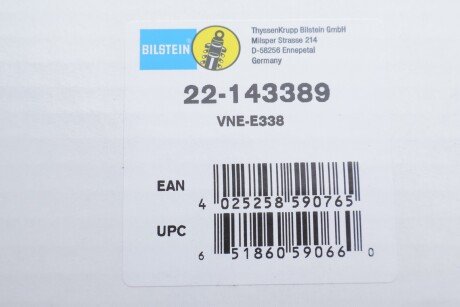 BILSTEIN
ThyssenKrupp Bilstein GmbH
Milsper Strasse 214
D-58256 Ennepetal
Germany
22-143389
VNE-E338
EAN
4 025258 590765
UPC
6 51860 59066 0